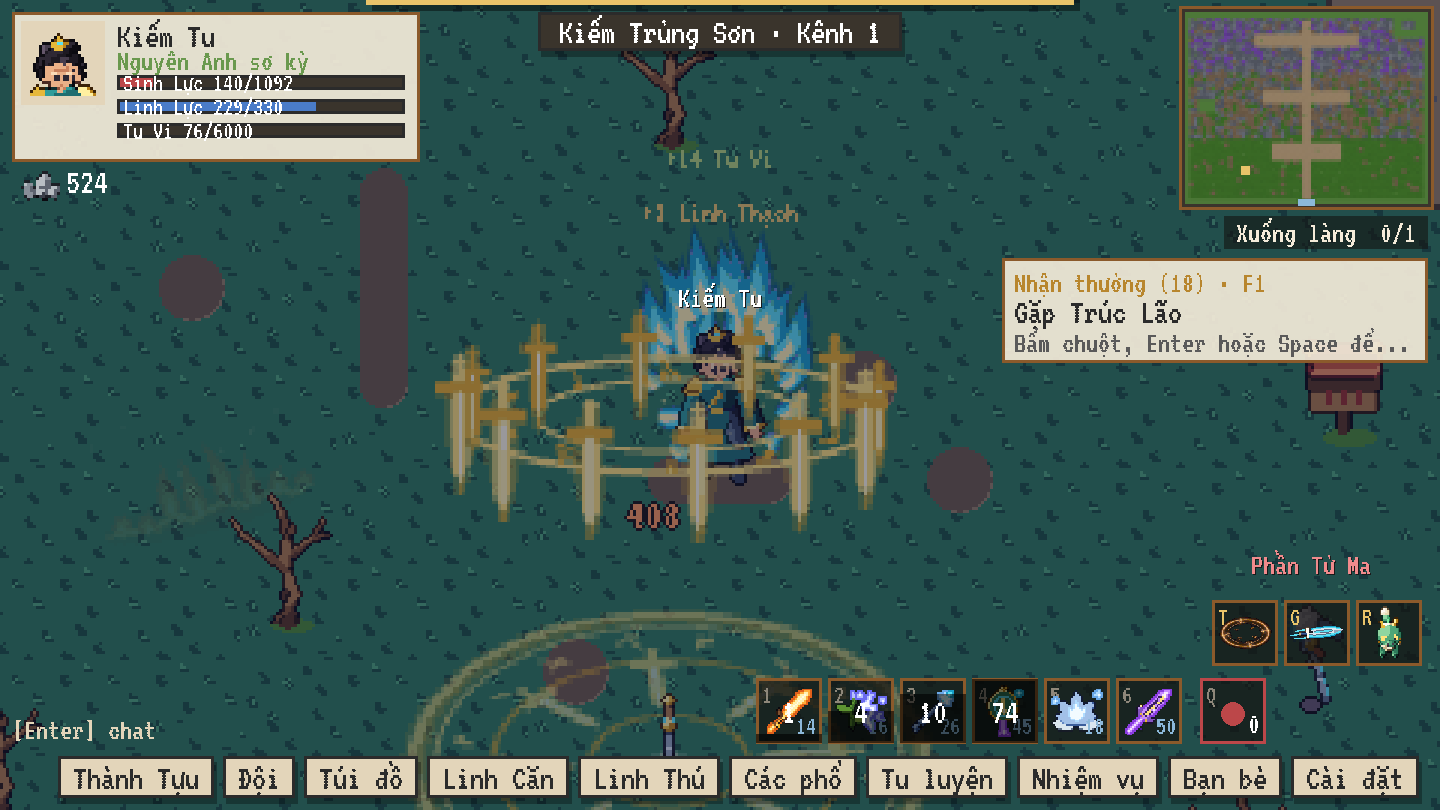 Kiếm Tu
Nguyên Anh sơ kỳ
Sinh Lực 140/1092
Linh Lực 229/330
Tu Vi 76/6000
524
Kiếm Trủng Sơn · Kênh 1
+14 Tu Vi
+1 Linh Thạch
Kiếm Tu
408
Xuống làng 0/1
Nhận thưởng (18) · F1
Gặp Trúc Lão
Bấm chuột, Enter hoặc Space để...
Phần Tử Ma
T G R
1 1 14
2 4 16
3 10 26
4 74 45
5 18
6 50
Q 0
[Enter] chat
Thành Tựu
Đội
Túi đồ
Linh Căn
Linh Thú
Các phổ
Tu luyện
Nhiệm vụ
Bạn bè
Cài đặt